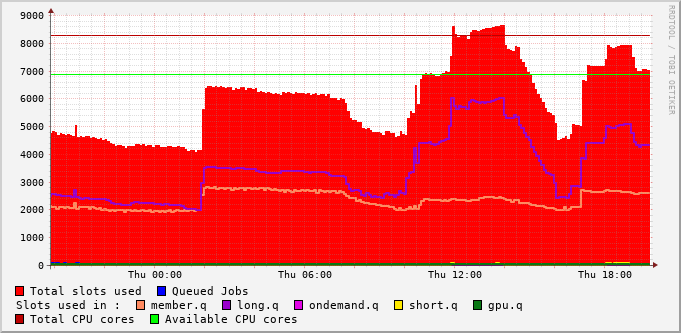 9000
8000
7000
6000
5000
4000
3000
2000
1000
0
Thu 00:00 Thu 06:00 Thu 12:00 Thu 18:00
RRDTOOL / TOBI OETIKER
Total slots used Queued Jobs
Slots used in : member.q long.q ondemand.q short.q gpu.q
Total CPU cores Available CPU cores